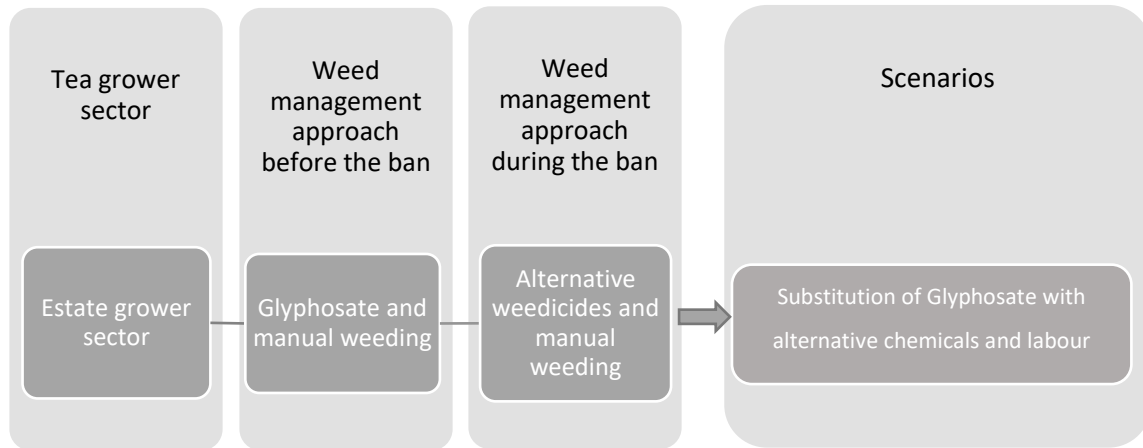 Tea grower
sector
Weed
management
approach
before the ban
Weed
management
approach
during the ban
Scenarios
Estate grower
sector
Glyphosate and
manual weeding
Alternative
weedicides and
manual
weeding
Substitution of Glyphosate with
alternative chemicals and labour